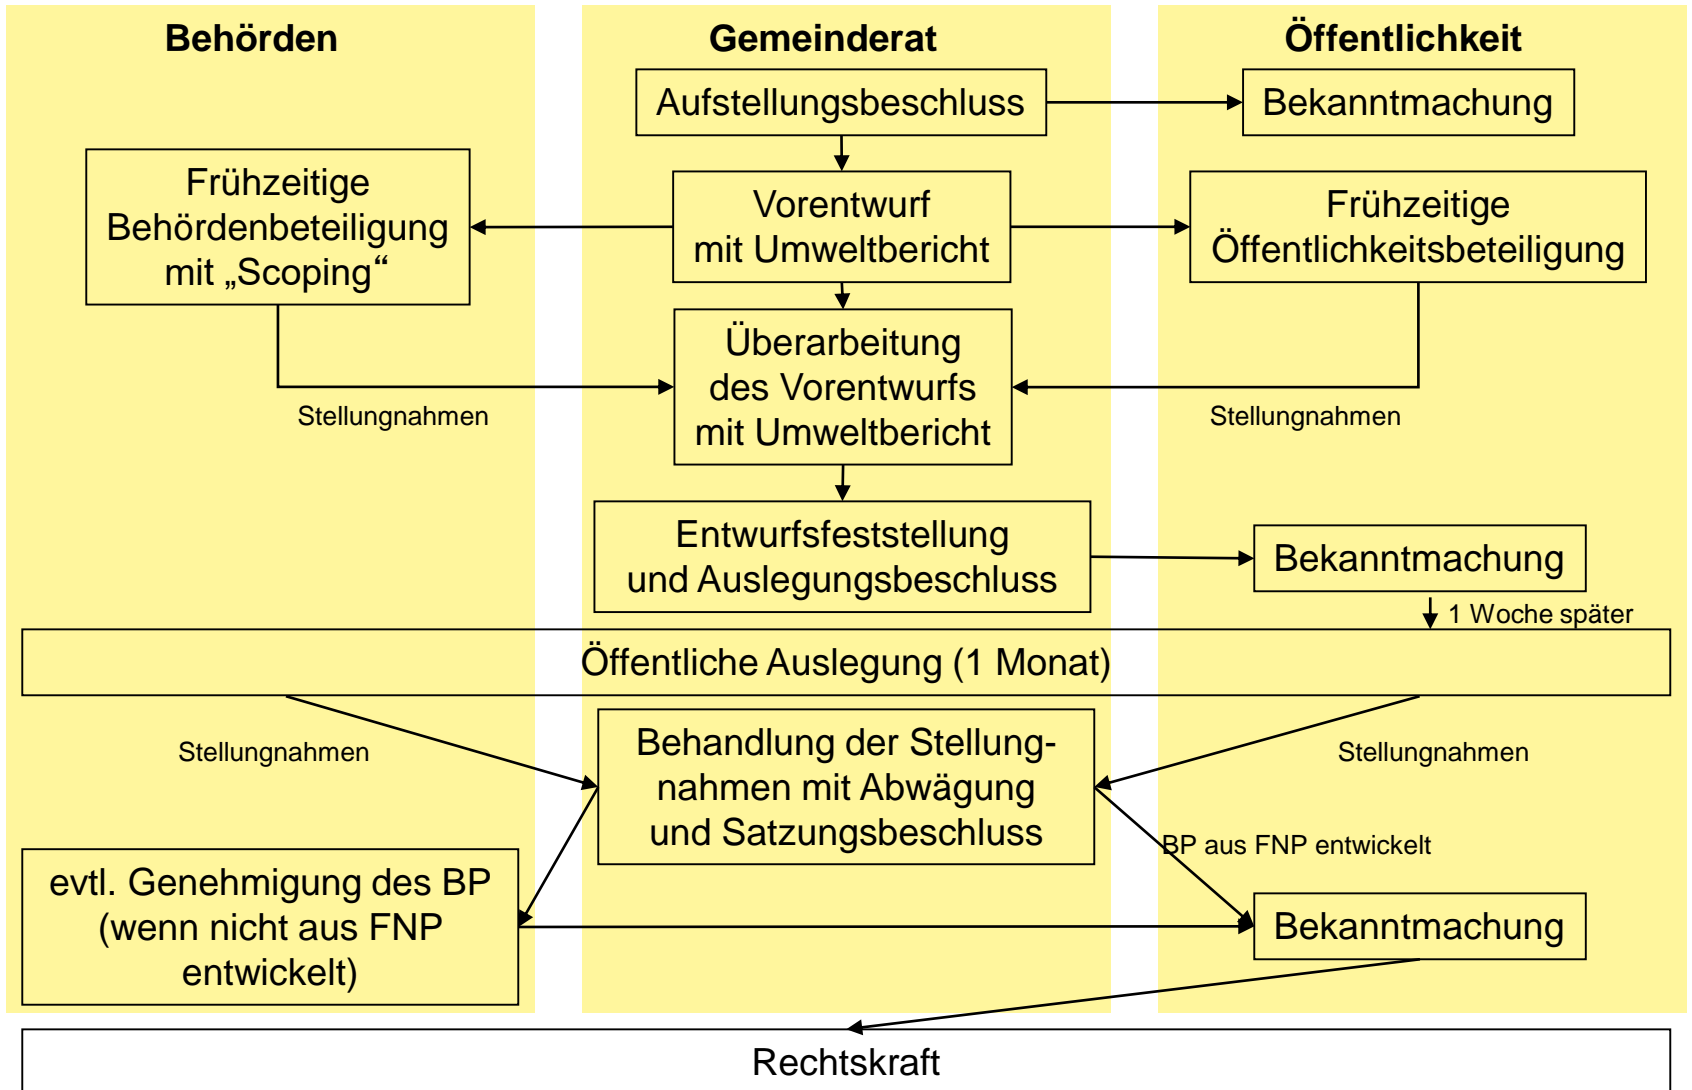 Behörden
Gemeinderat
Öffentlichkeit
Aufstellungsbeschluss
Bekanntmachung
Frühzeitige
Behördenbeteiligung
mit „Scoping“
Vorentwurf
mit Umweltbericht
Frühzeitige
Öffentlichkeitsbeteiligung
Überarbeitung
des Vorentwurfs
mit Umweltbericht
Stellungnahmen
Stellungnahmen
Entwurfsfeststellung
und Auslegungsbeschluss
Bekanntmachung
1 Woche später
Öffentliche Auslegung (1 Monat)
Stellungnahmen
Behandlung der Stellung-
nahmen mit Abwägung
und Satzungsbeschluss
Stellungnahmen
BP aus FNP entwickelt
evtl. Genehmigung des BP
(wenn nicht aus FNP
entwickelt)
Bekanntmachung
Rechtskraft